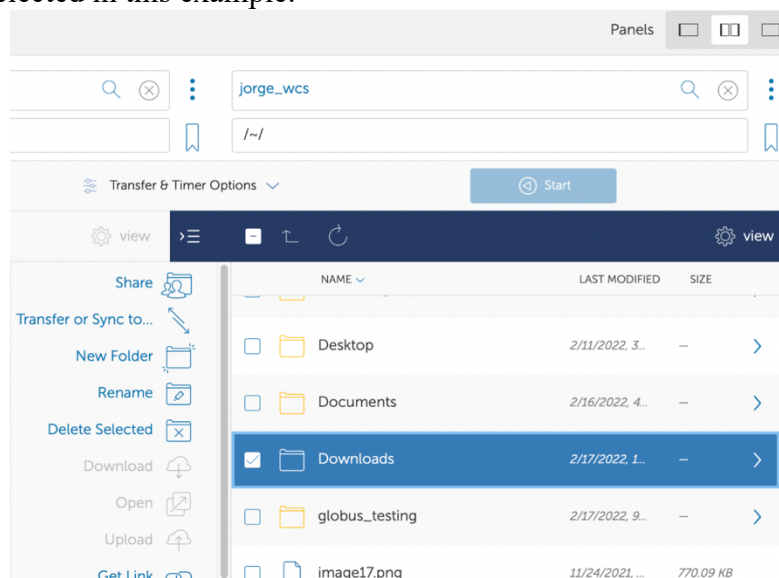 Panels
jorge_wcs
/~/
Transfer & Timer Options
Start
view
view
NAME
LAST MODIFIED
SIZE
Share
Transfer or Sync to...
New Folder
Rename
Delete Selected
Download
Open
Upload
Get Link
Desktop
2/11/2022, 3...
—
Documents
2/16/2022, 4...
—
Downloads
2/17/2022, 1...
—
globus_testing
2/17/2022, 9...
—
image17.png
11/24/2021, ...
770.09 KB